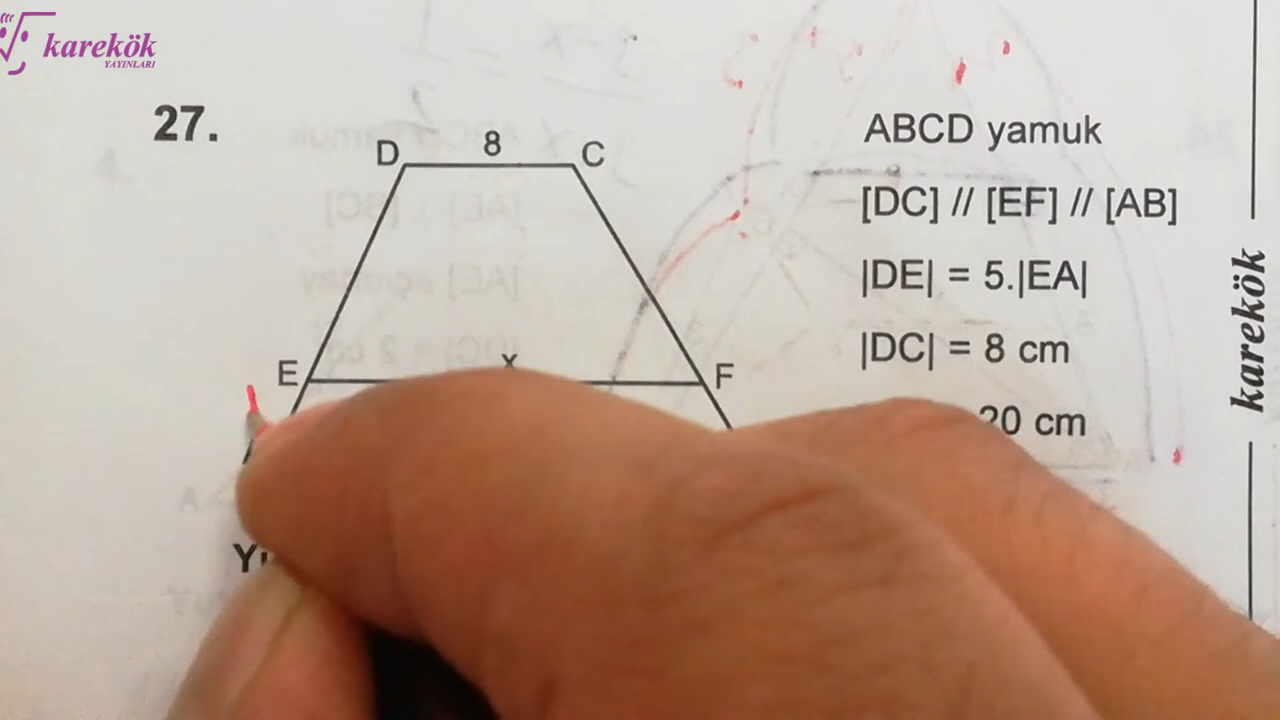 karekök
YAYINLARI
27.
D 8 C
E x F
ABCD yamuk
[DC] // [EF] // [AB]
|DE| = 5.|EA|
|DC| = 8 cm
20 cm
karekök